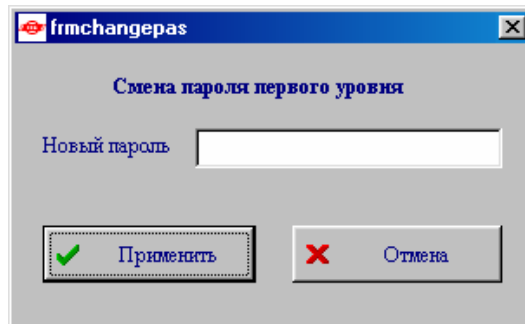 frmchangepas
Смена пароля первого уровня
Новый пароль
Применить Отмена